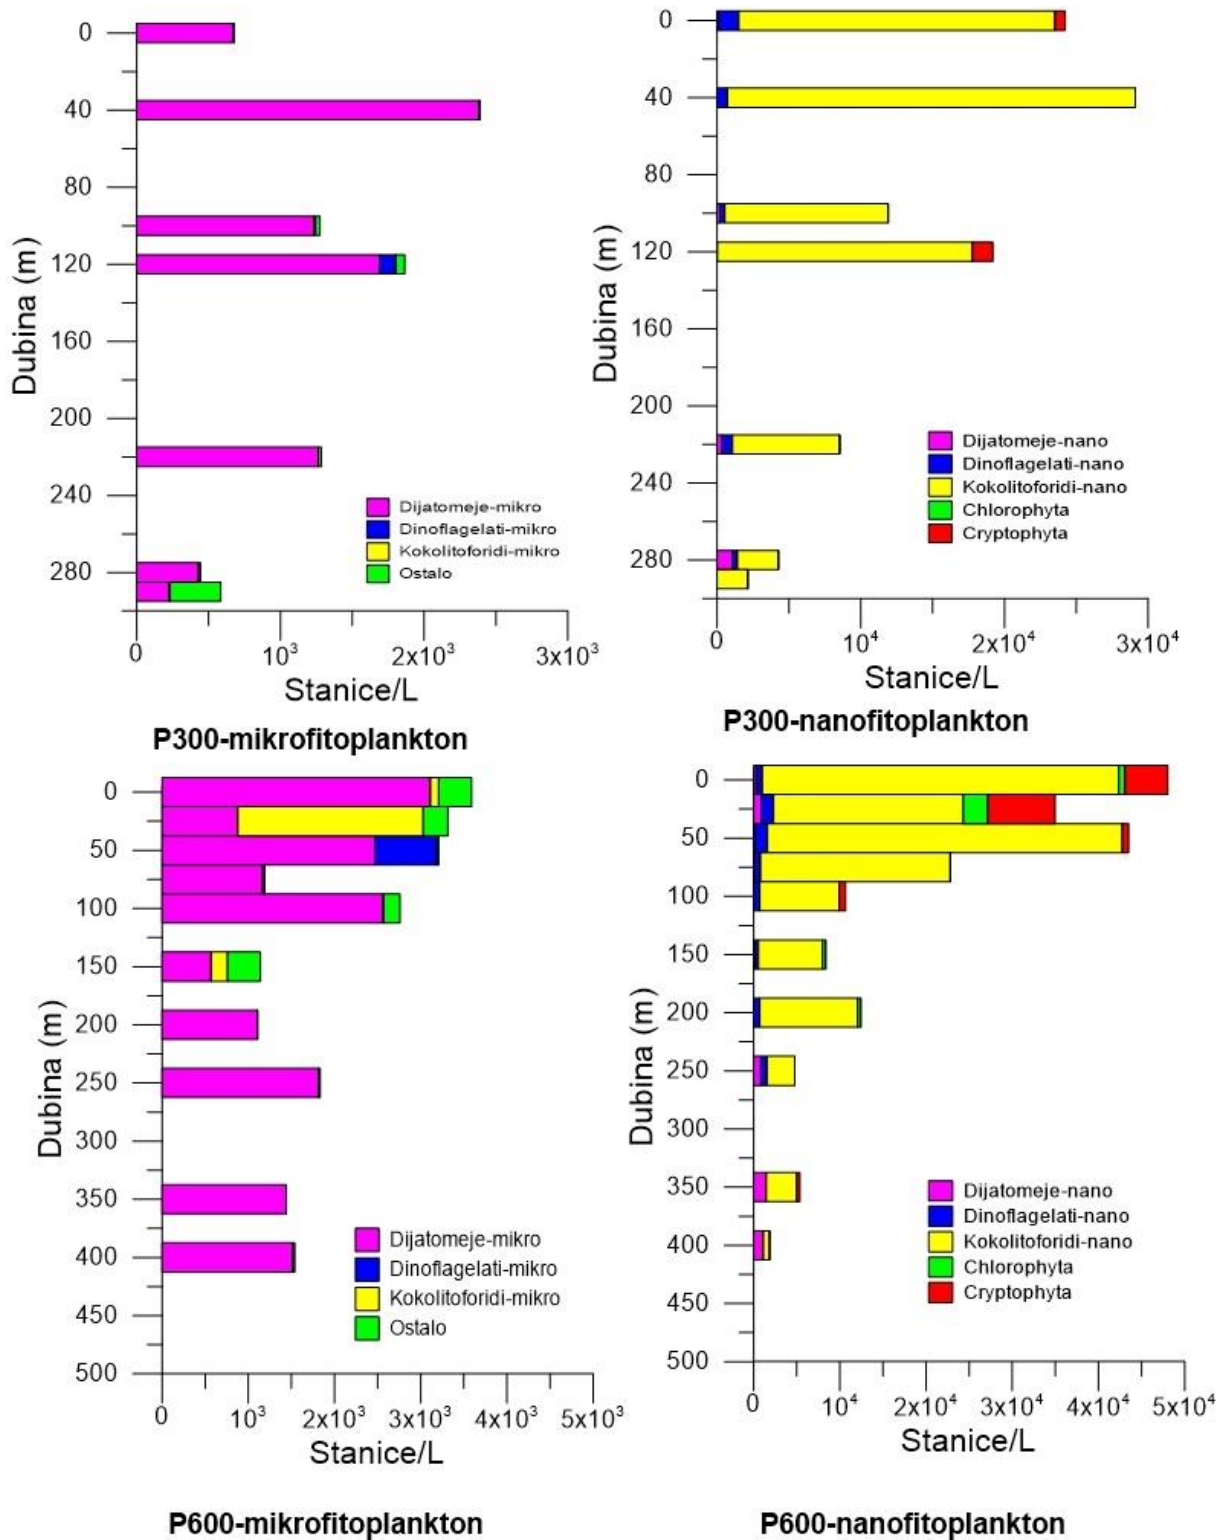 0
40
80
120
160
200
240
280
Dubina (m)
Dijatomeje-mikro
Dinoflagelati-mikro
Kokolitoforidi-mikro
Ostalo
0 10³ 2x10³ 3x10³
Stanice/L
P300-mikrofitoplankton
0
40
80
120
160
200
240
280
Dubina (m)
Dijatomeje-nano
Dinoflagelati-nano
Kokolitoforidi-nano
Chlorophyta
Cryptophyta
0 10⁴ 2x10⁴ 3x10⁴
Stanice/L
P300-nanofitoplankton
0
50
100
150
200
250
300
350
400
450
500
Dubina (m)
Dijatomeje-mikro
Dinoflagelati-mikro
Kokolitoforidi-mikro
Ostalo
0 10³ 2x10³ 3x10³ 4x10³ 5x10³
Stanice/L
P600-mikrofitoplankton
0
50
100
150
200
250
300
350
400
450
500
Dubina (m)
Dijatomeje-nano
Dinoflagelati-nano
Kokolitoforidi-nano
Chlorophyta
Cryptophyta
0 10⁴ 2x10⁴ 3x10⁴ 4x10⁴ 5x10⁴
Stanice/L
P600-nanofitoplankton